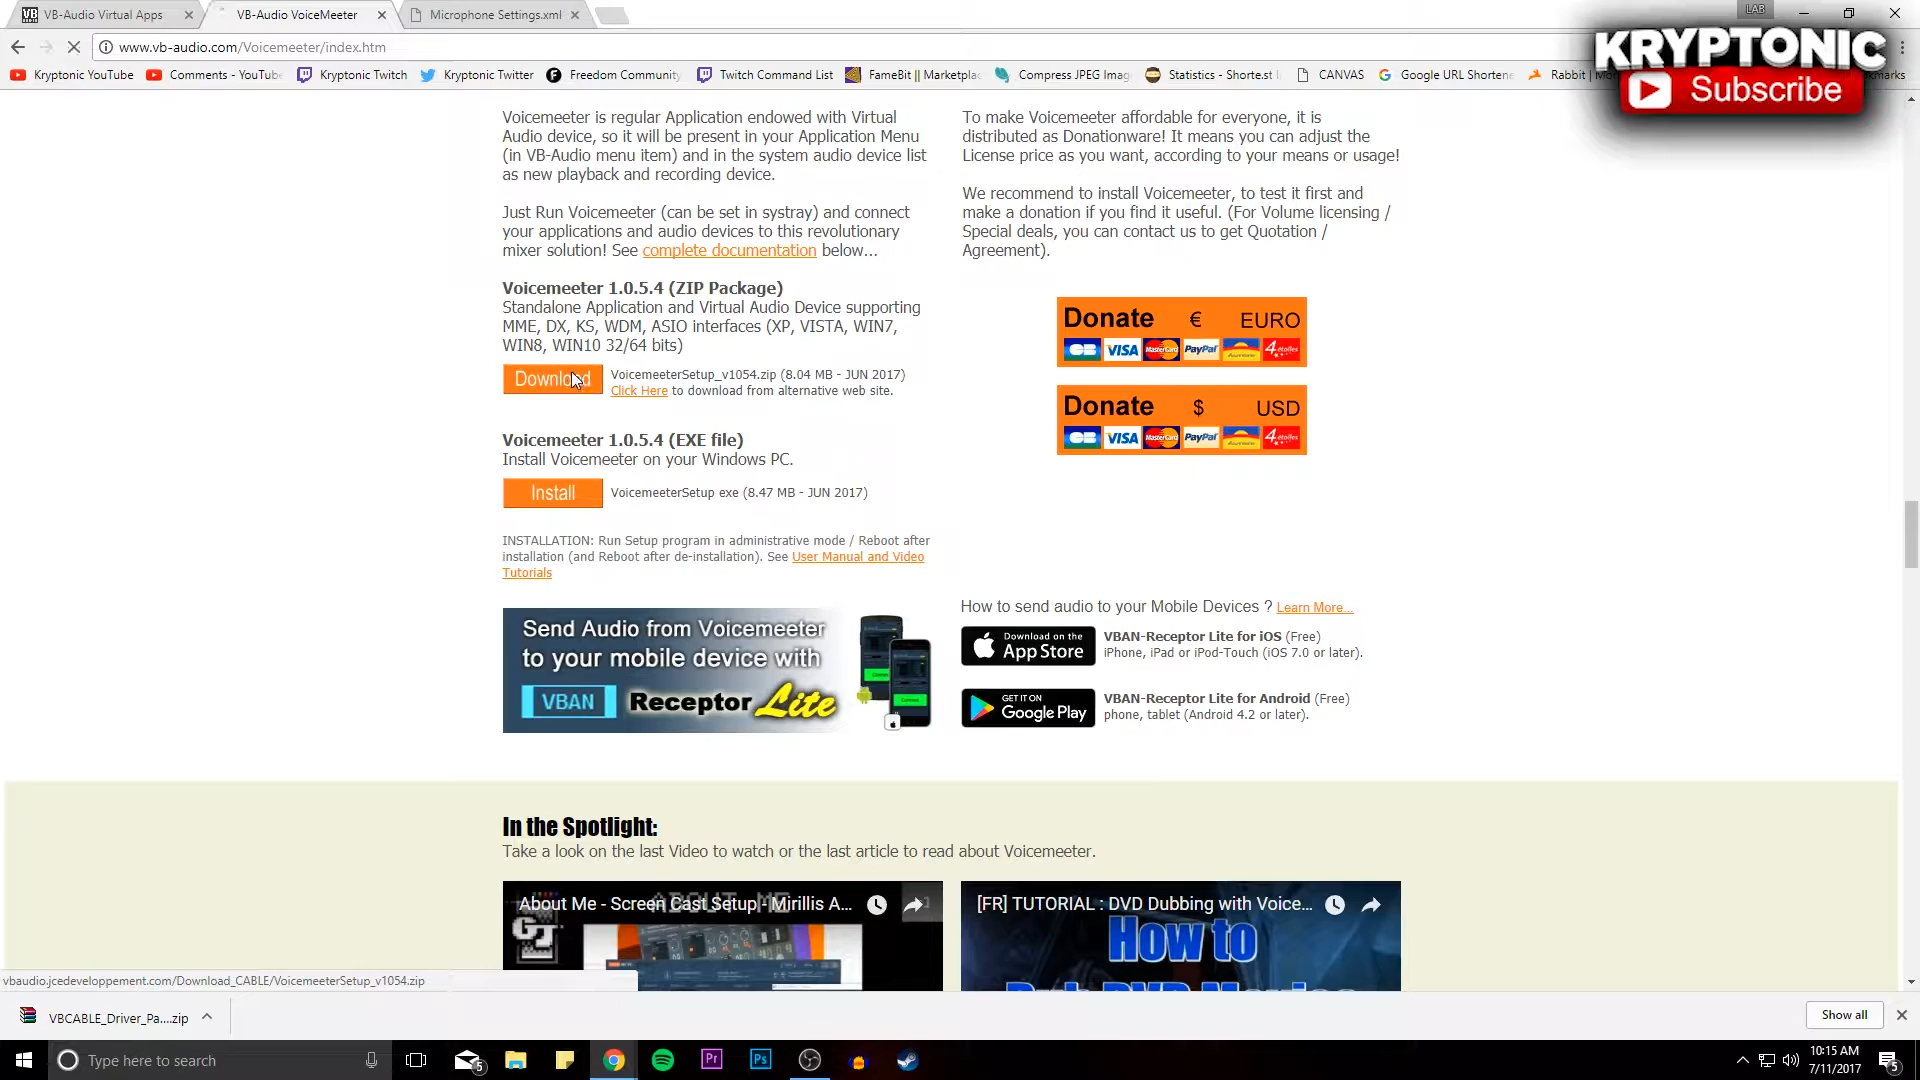 VB-Audio Virtual Apps
VB-Audio VoiceMeeter
Microphone Settings.xml
LAB
www.vb-audio.com/Voicemeeter/index.htm
Kryptonic YouTube
Comments - YouTube
Kryptonic Twitch
Kryptonic Twitter
Freedom Community
Twitch Command List
FameBit || Marketpla
Compress JPEG Imag
Statistics - Shorte.st
CANVAS
Google URL Shortene
Rabbit |
KRYPTONIC
Subscribe
Voicemeeter is regular Application endowed with Virtual
Audio device, so it will be present in your Application Menu
(in VB-Audio menu item) and in the system audio device list
as new playback and recording device.
Just Run Voicemeeter (can be set in systray) and connect
your applications and audio devices to this revolutionary
mixer solution! See complete documentation below...
To make Voicemeeter affordable for everyone, it is
distributed as Donationware! It means you can adjust the
License price as you want, according to your means or usage!
We recommend to install Voicemeeter, to test it first and
make a donation if you find it useful. (For Volume licensing /
Special deals, you can contact us to get Quotation /
Agreement).
Voicemeeter 1.0.5.4 (ZIP Package)
Standalone Application and Virtual Audio Device supporting
MME, DX, KS, WDM, ASIO interfaces (XP, VISTA, WIN7,
WIN8, WIN10 32/64 bits)
Download
VoicemeeterSetup_v1054.zip (8.04 MB - JUN 2017)
Click Here to download from alternative web site.
Donate € EURO
VISA MasterCard PayPal 4étoiles
Donate $ USD
VISA MasterCard PayPal 4étoiles
Voicemeeter 1.0.5.4 (EXE file)
Install Voicemeeter on your Windows PC.
Install
VoicemeeterSetup exe (8.47 MB - JUN 2017)
INSTALLATION: Run Setup program in administrative mode / Reboot after
installation (and Reboot after de-installation). See User Manual and Video
Tutorials
Send Audio from Voicemeeter
to your mobile device with
VBAN Receptor Lite
How to send audio to your Mobile Devices ? Learn More...
Download on the
App Store
VBAN-Receptor Lite for iOS (Free)
iPhone, iPad or iPod-Touch (iOS 7.0 or later).
GET IT ON
Google Play
VBAN-Receptor Lite for Android (Free)
phone, tablet (Android 4.2 or later).
In the Spotlight:
Take a look on the last Video to watch or the last article to read about Voicemeeter.
ABOUT ME
About Me - Screen Cast Setup - Mirillis A...
GJ
[FR] TUTORIAL : DVD Dubbing with Voice...
How to
Dub DVD Movies
vbaudio.jcedeveloppement.com/Download_CABLE/VoicemeeterSetup_v1054.zip
VBCABLE_Driver_Pa....zip
Show all
Type here to search
5
Pr
Ps
10:15 AM
7/11/2017
5